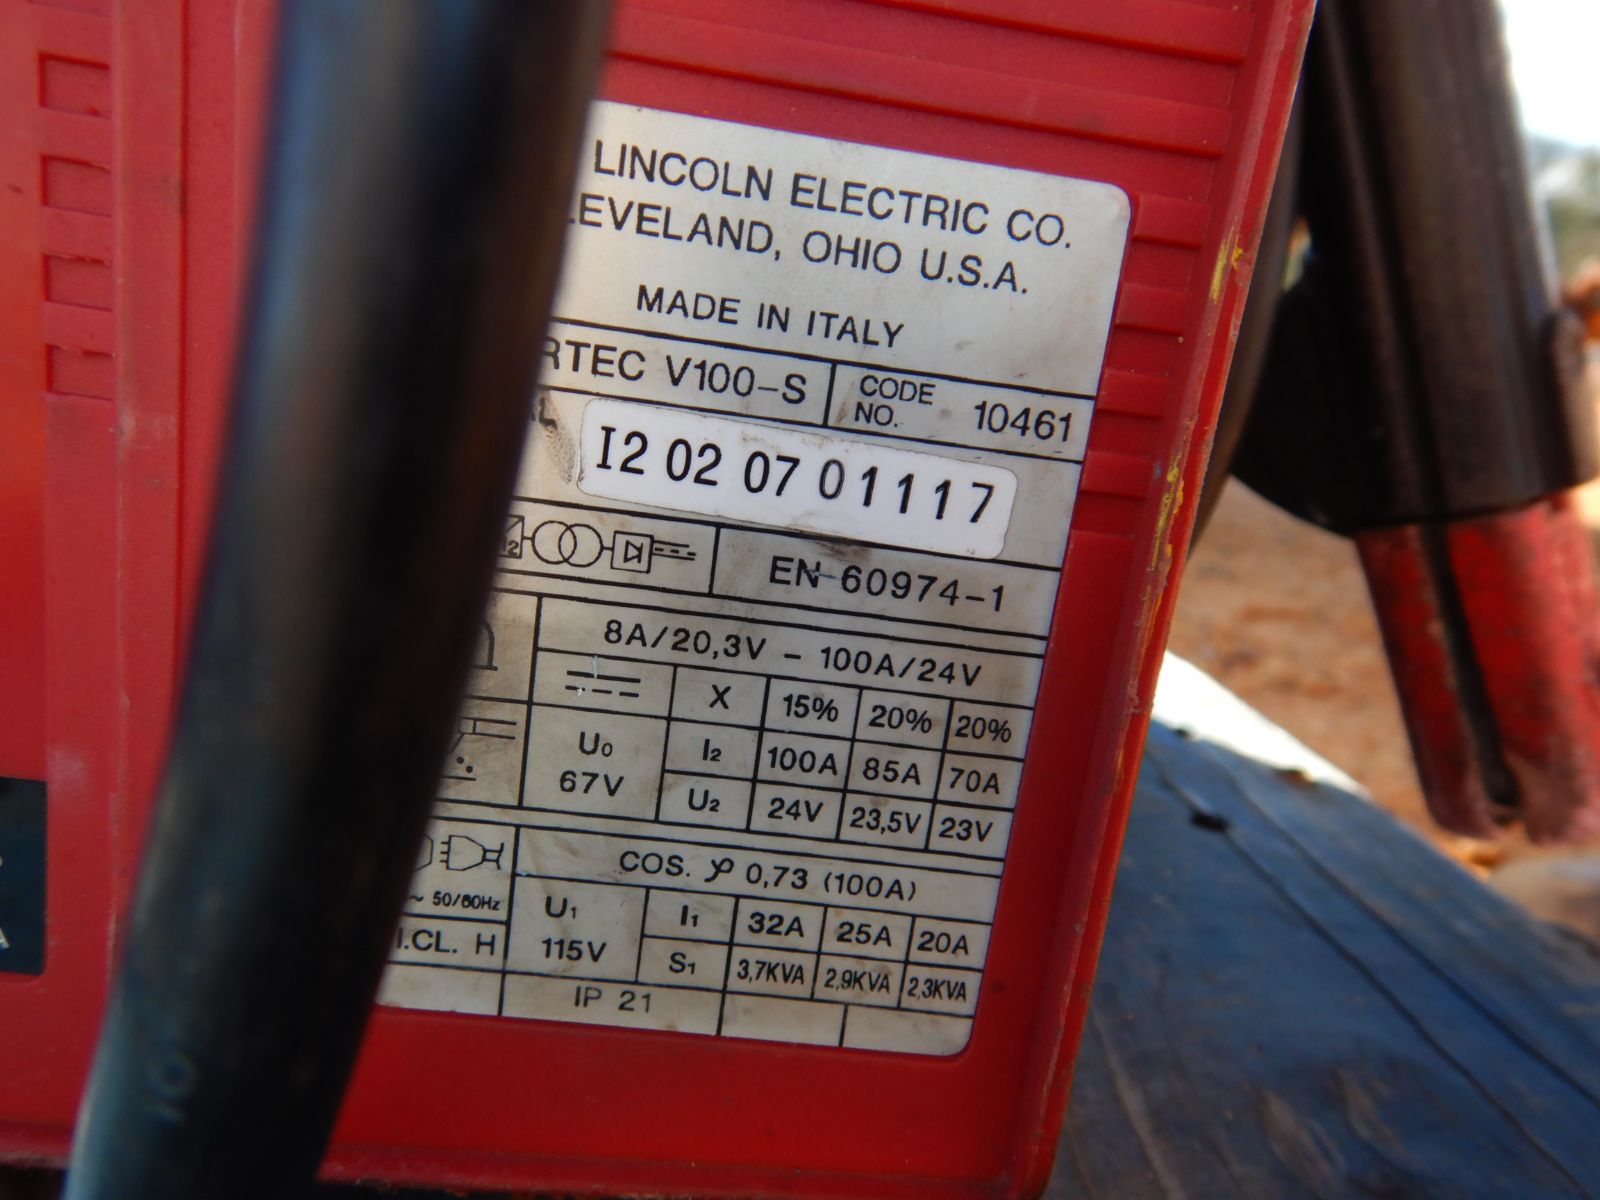 LINCOLN ELECTRIC CO.
LEVELAND, OHIO U.S.A.
MADE IN ITALY
RTEC V100-S CODE NO. 10461
AL I2 02 07 01117
EN 60974-1
8A/20,3V - 100A/24V
X 15% 20% 20%
U0 67V I2 100A 85A 70A
U2 24V 23,5V 23V
COS. φ 0,73 (100A)
~ 50/60Hz U1 115V I1 32A 25A 20A
I.CL. H S1 3,7KVA 2,9KVA 2,3KVA
IP 21